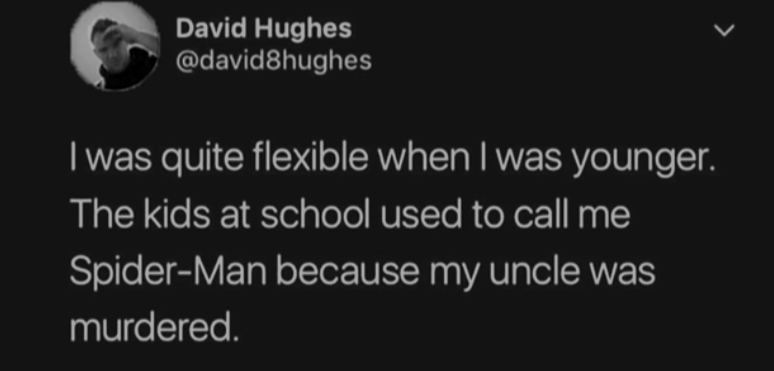 David Hughes
@david8hughes
I was quite flexible when I was younger.
The kids at school used to call me
Spider-Man because my uncle was
murdered.